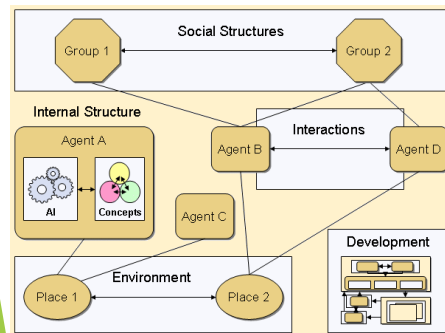 Social Structures
Group 1
Group 2
Internal Structure
Agent A
AI
Concepts
Agent B
Interactions
Agent D
Agent C
Environment
Place 1
Place 2
Development